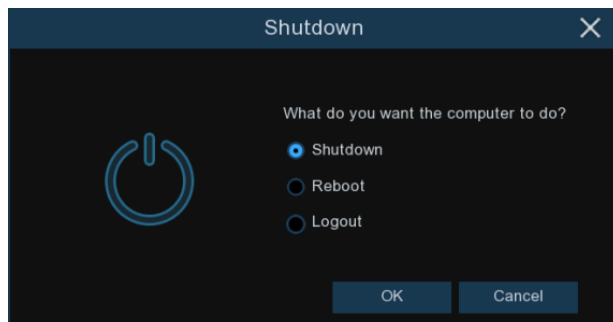 Shutdown
What do you want the computer to do?
Shutdown
Reboot
Logout
OK
Cancel